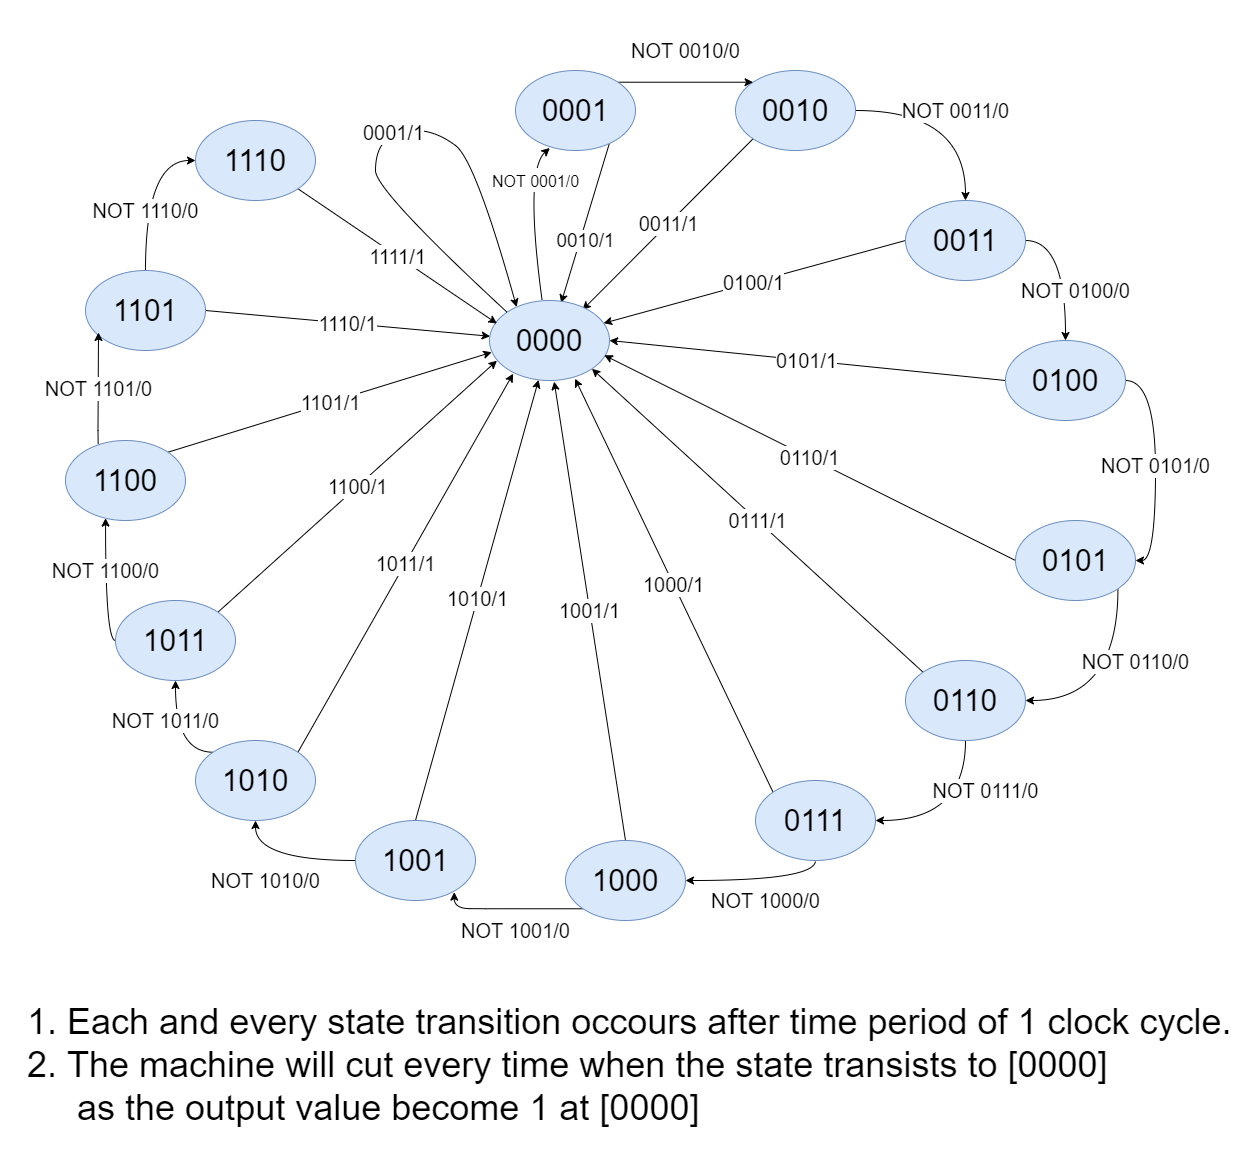 NOT 0010/0
0001
0010
NOT 0011/0
0001/1
1110
NOT 0001/0
NOT 1110/0
0011/1
0010/1
0011
1111/1
0100/1
NOT 0100/0
1101
1110/1
0000
0101/1
0100
NOT 1101/0
1101/1
0110/1
NOT 0101/0
1100
1100/1
0111/1
0101
1011/1
NOT 1100/0
1000/1
1010/1
1001/1
1011
NOT 0110/0
0110
NOT 1011/0
1010
NOT 0111/0
0111
1001
1000
NOT 1010/0
NOT 1000/0
NOT 1001/0
1. Each and every state transition occours after time period of 1 clock cycle.
2. The machine will cut every time when the state transists to [0000]
as the output value become 1 at [0000]